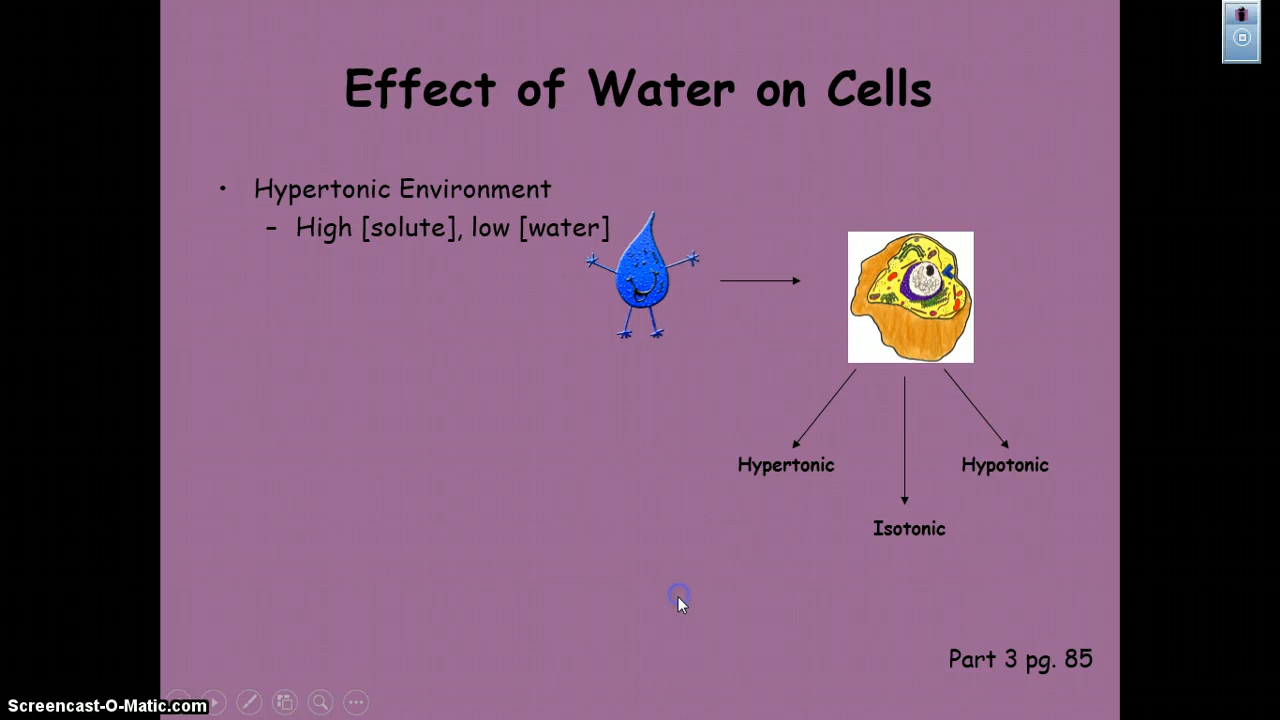 Effect of Water on Cells
• Hypertonic Environment
– High [solute], low [water]
Hypertonic
Hypotonic
Isotonic
Part 3 pg. 85
Screencast-O-Matic.com